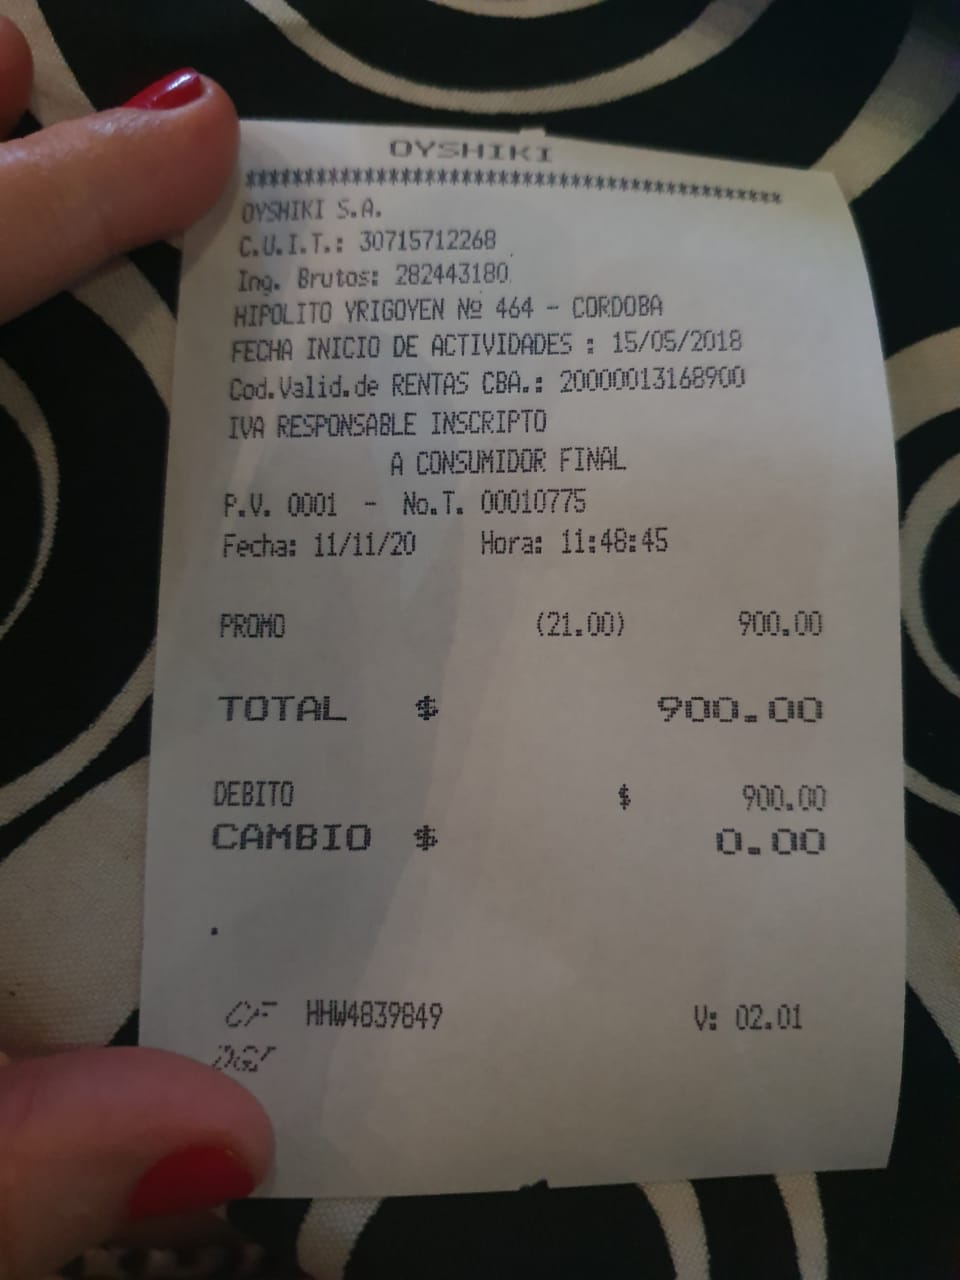 OYSHIKI
*********************************************
OYSHIKI S.A.
C.U.I.T.: 30715712268
Ing. Brutos: 282443180
HIPOLITO YRIGOYEN Nº 464 - CORDOBA
FECHA INICIO DE ACTIVIDADES : 15/05/2018
Cod.Valid.de RENTAS CBA.: 20000013168900
IVA RESPONSABLE INSCRIPTO
A CONSUMIDOR FINAL
P.V. 0001 - No.T. 00010775
Fecha: 11/11/20 Hora: 11:48:45
PROMO (21.00) 900.00
TOTAL $ 900.00
DEBITO $ 900.00
CAMBIO $ 0.00
.
CF HHW4839849 V: 02.01
DGI